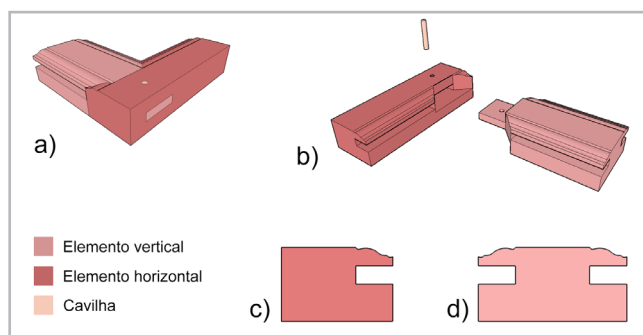 a)
b)
Elemento vertical
Elemento horizontal
Cavilha
c)
d)